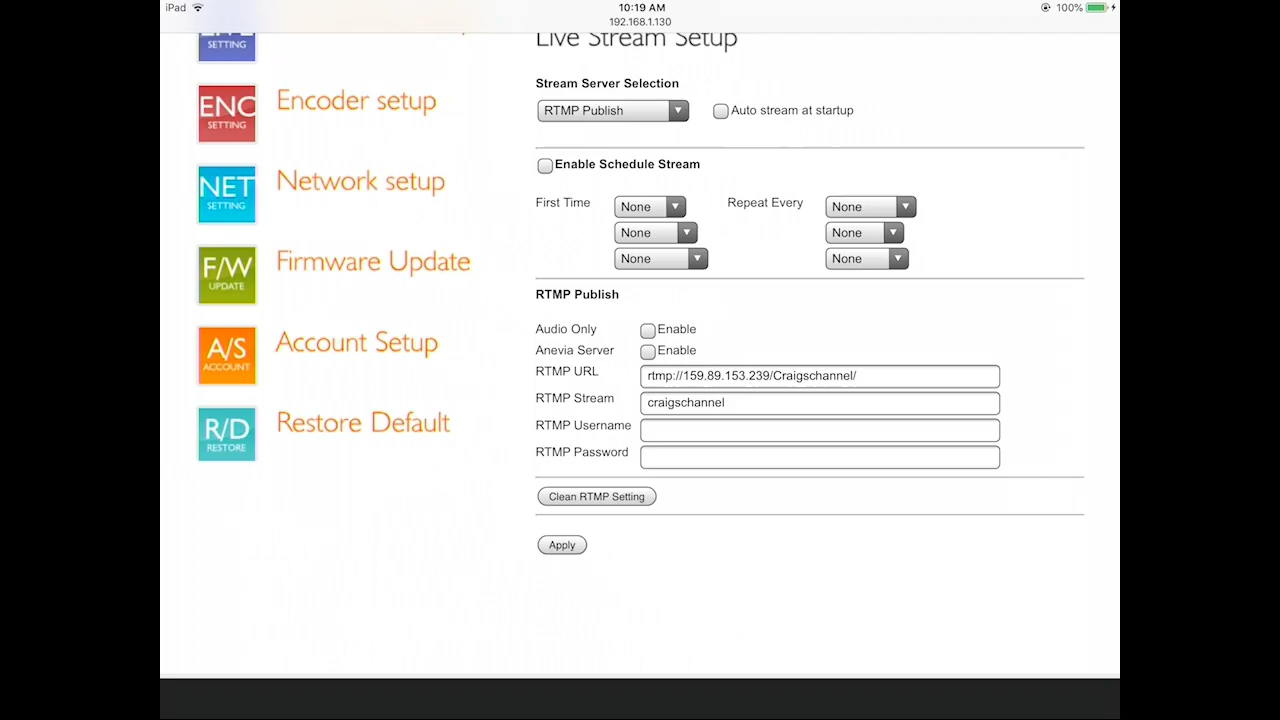 iPad 10:19 AM 100%
192.168.1.130
SETTING
ENC
SETTING
Encoder setup
NET
SETTING
Network setup
F/W
UPDATE
Firmware Update
A/S
ACCOUNT
Account Setup
R/D
RESTORE
Restore Default
Live Stream Setup
Stream Server Selection
RTMP Publish Auto stream at startup
Enable Schedule Stream
First Time None Repeat Every None
None None
None None
RTMP Publish
Audio Only Enable
Anevia Server Enable
RTMP URL rtmp://159.89.153.239/Craigschannel/
RTMP Stream craigschannel
RTMP Username
RTMP Password
Clean RTMP Setting
Apply